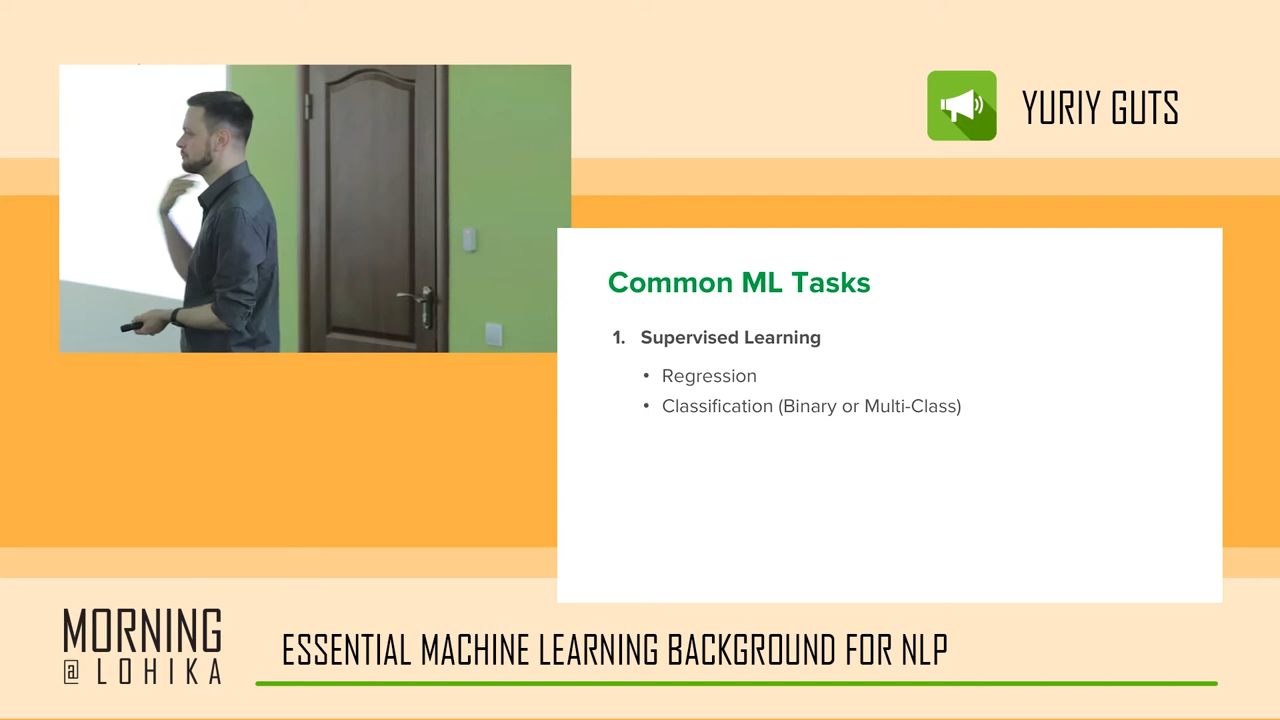 YURIY GUTS
Common ML Tasks
1. Supervised Learning
• Regression
• Classification (Binary or Multi-Class)
MORNING
@ LOHIKA
ESSENTIAL MACHINE LEARNING BACKGROUND FOR NLP